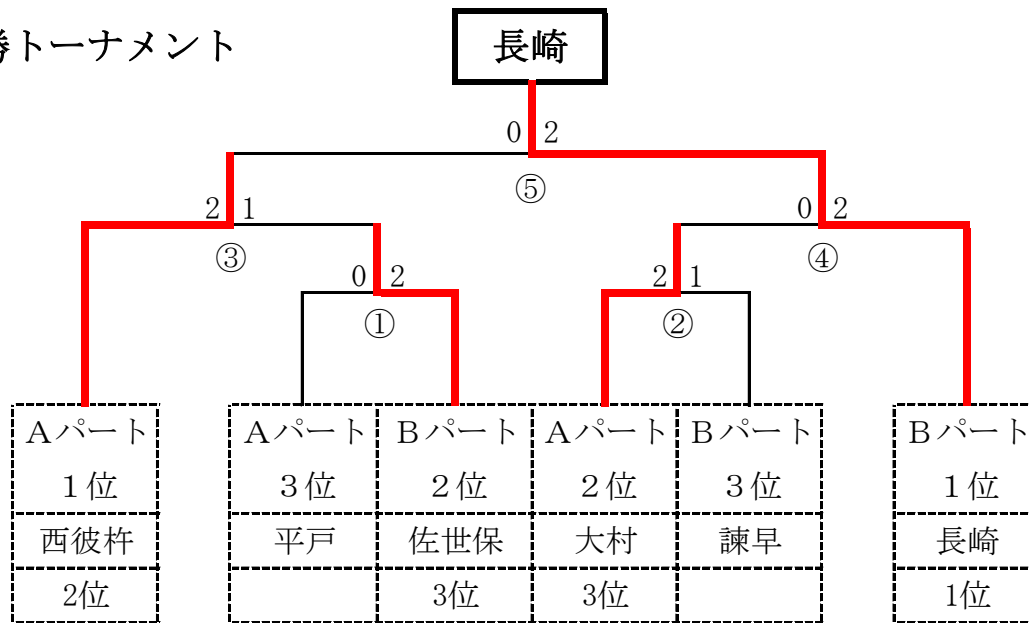 勝トーナメント
長崎
0 2
⑤
2 1
0 2
③
④
0 2
2 1
①
②
Aパート Aパート Bパート Aパート Bパート Bパート
1位 3位 2位 2位 3位 1位
西彼杵 平戸 佐世保 大村 諫早 長崎
2位 3位 3位 1位